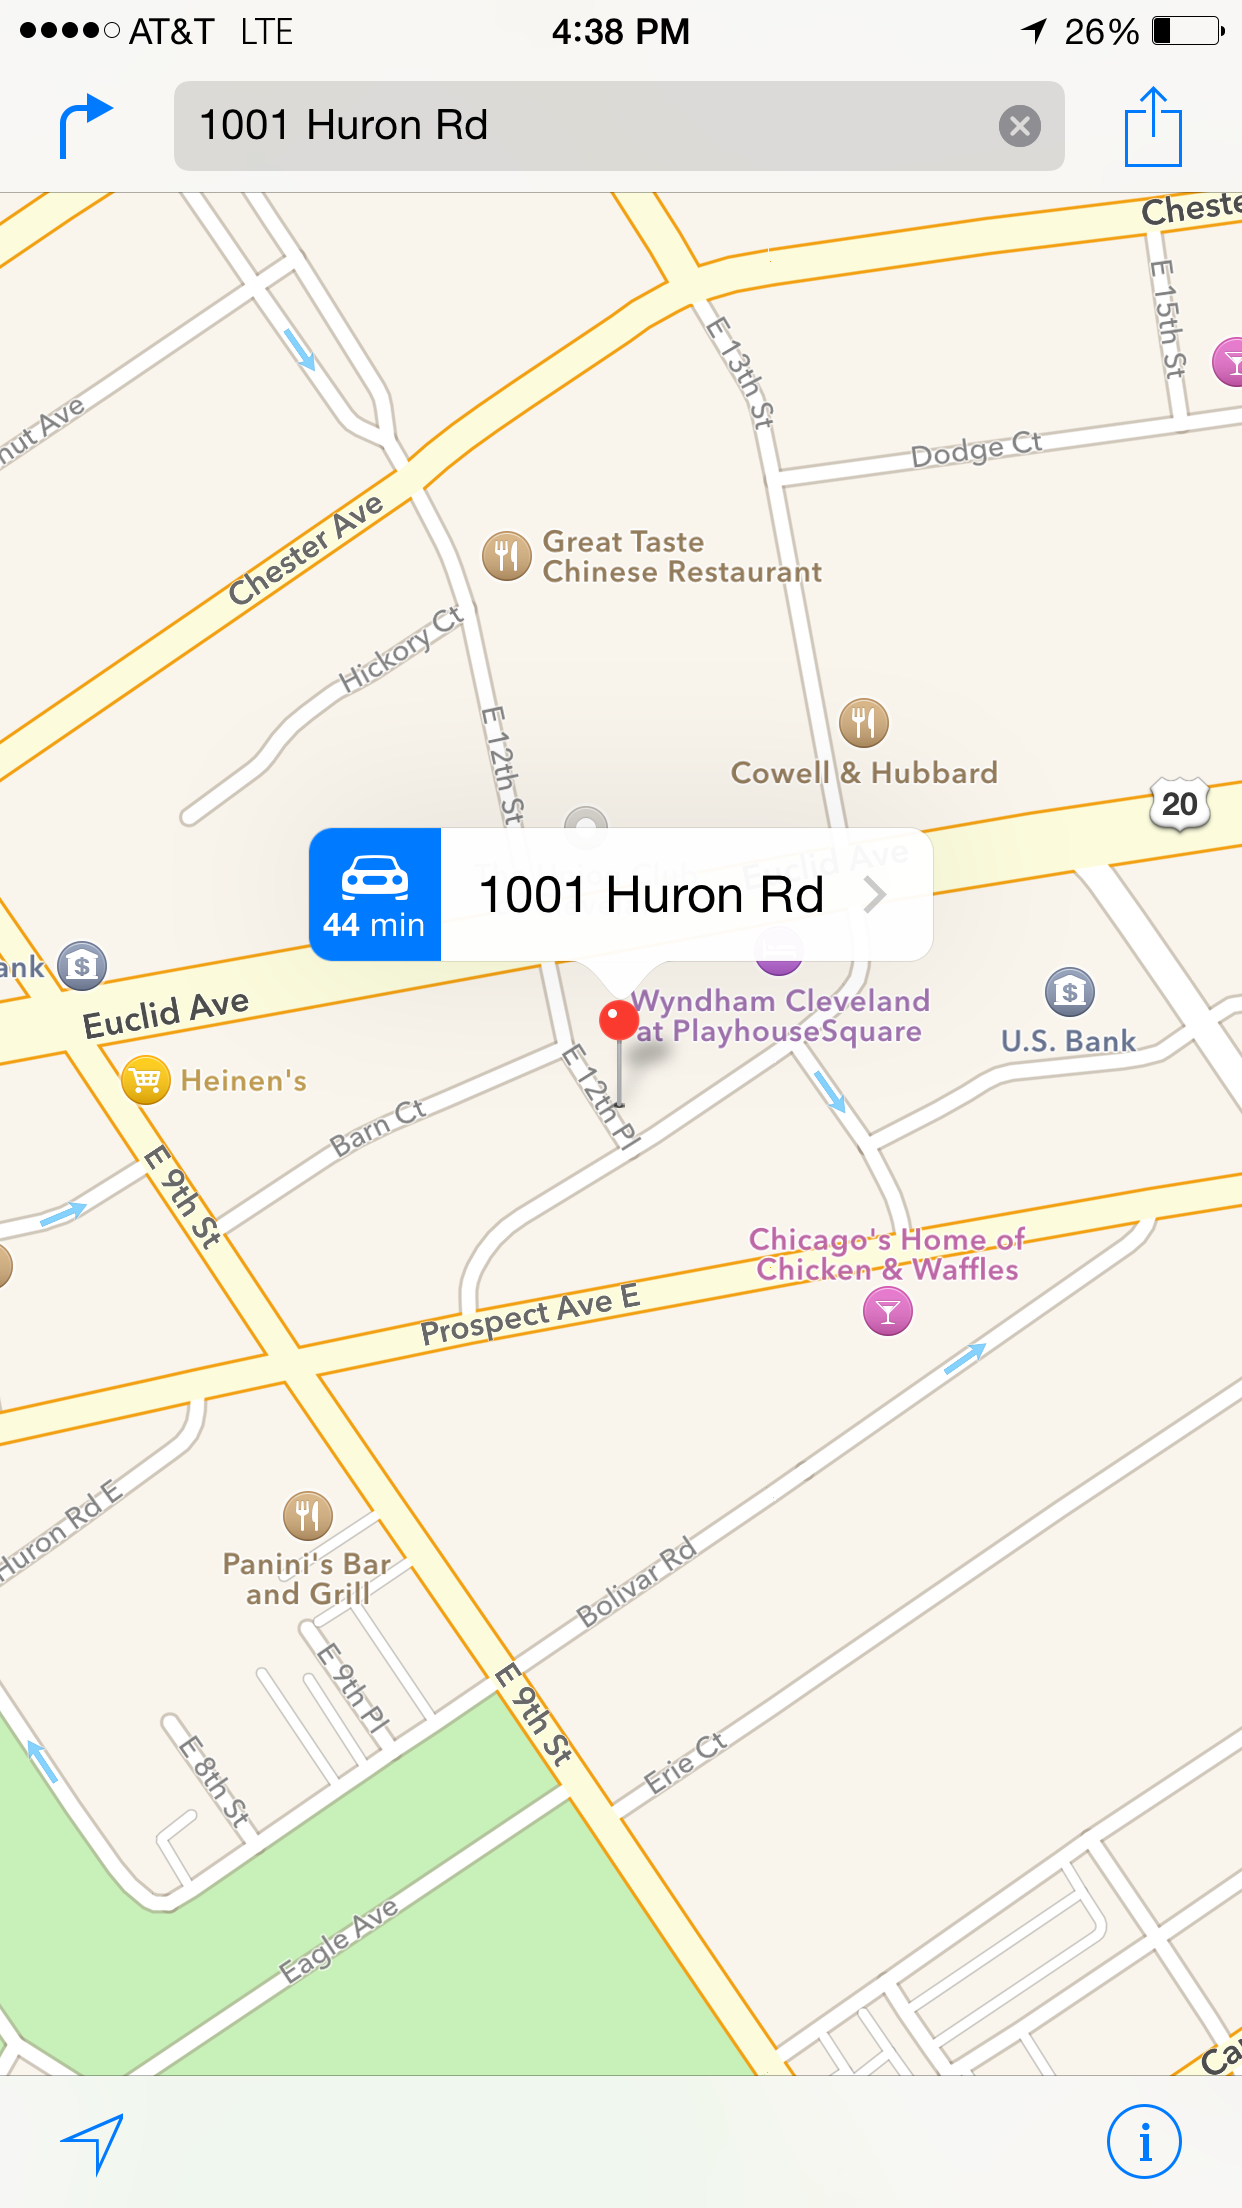 AT&T LTE 4:38 PM 26%
1001 Huron Rd
Cheste
E 15th St
E 13th St
nut Ave
Dodge Ct
Chester Ave
Great Taste
Chinese Restaurant
Hickory Ct
E 12th St
Cowell & Hubbard
20
Euclid Ave
44 min
1001 Huron Rd
ank
Euclid Ave
Wyndham Cleveland
at PlayhouseSquare
U.S. Bank
Heinen's
E 12th Pl
Barn Ct
E 9th St
Chicago's Home of
Chicken & Waffles
Prospect Ave E
Huron Rd E
Panini's Bar
and Grill
Bolivar Rd
E 9th Pl
E 9th St
E 8th St
Erie Ct
Eagle Ave
Ca